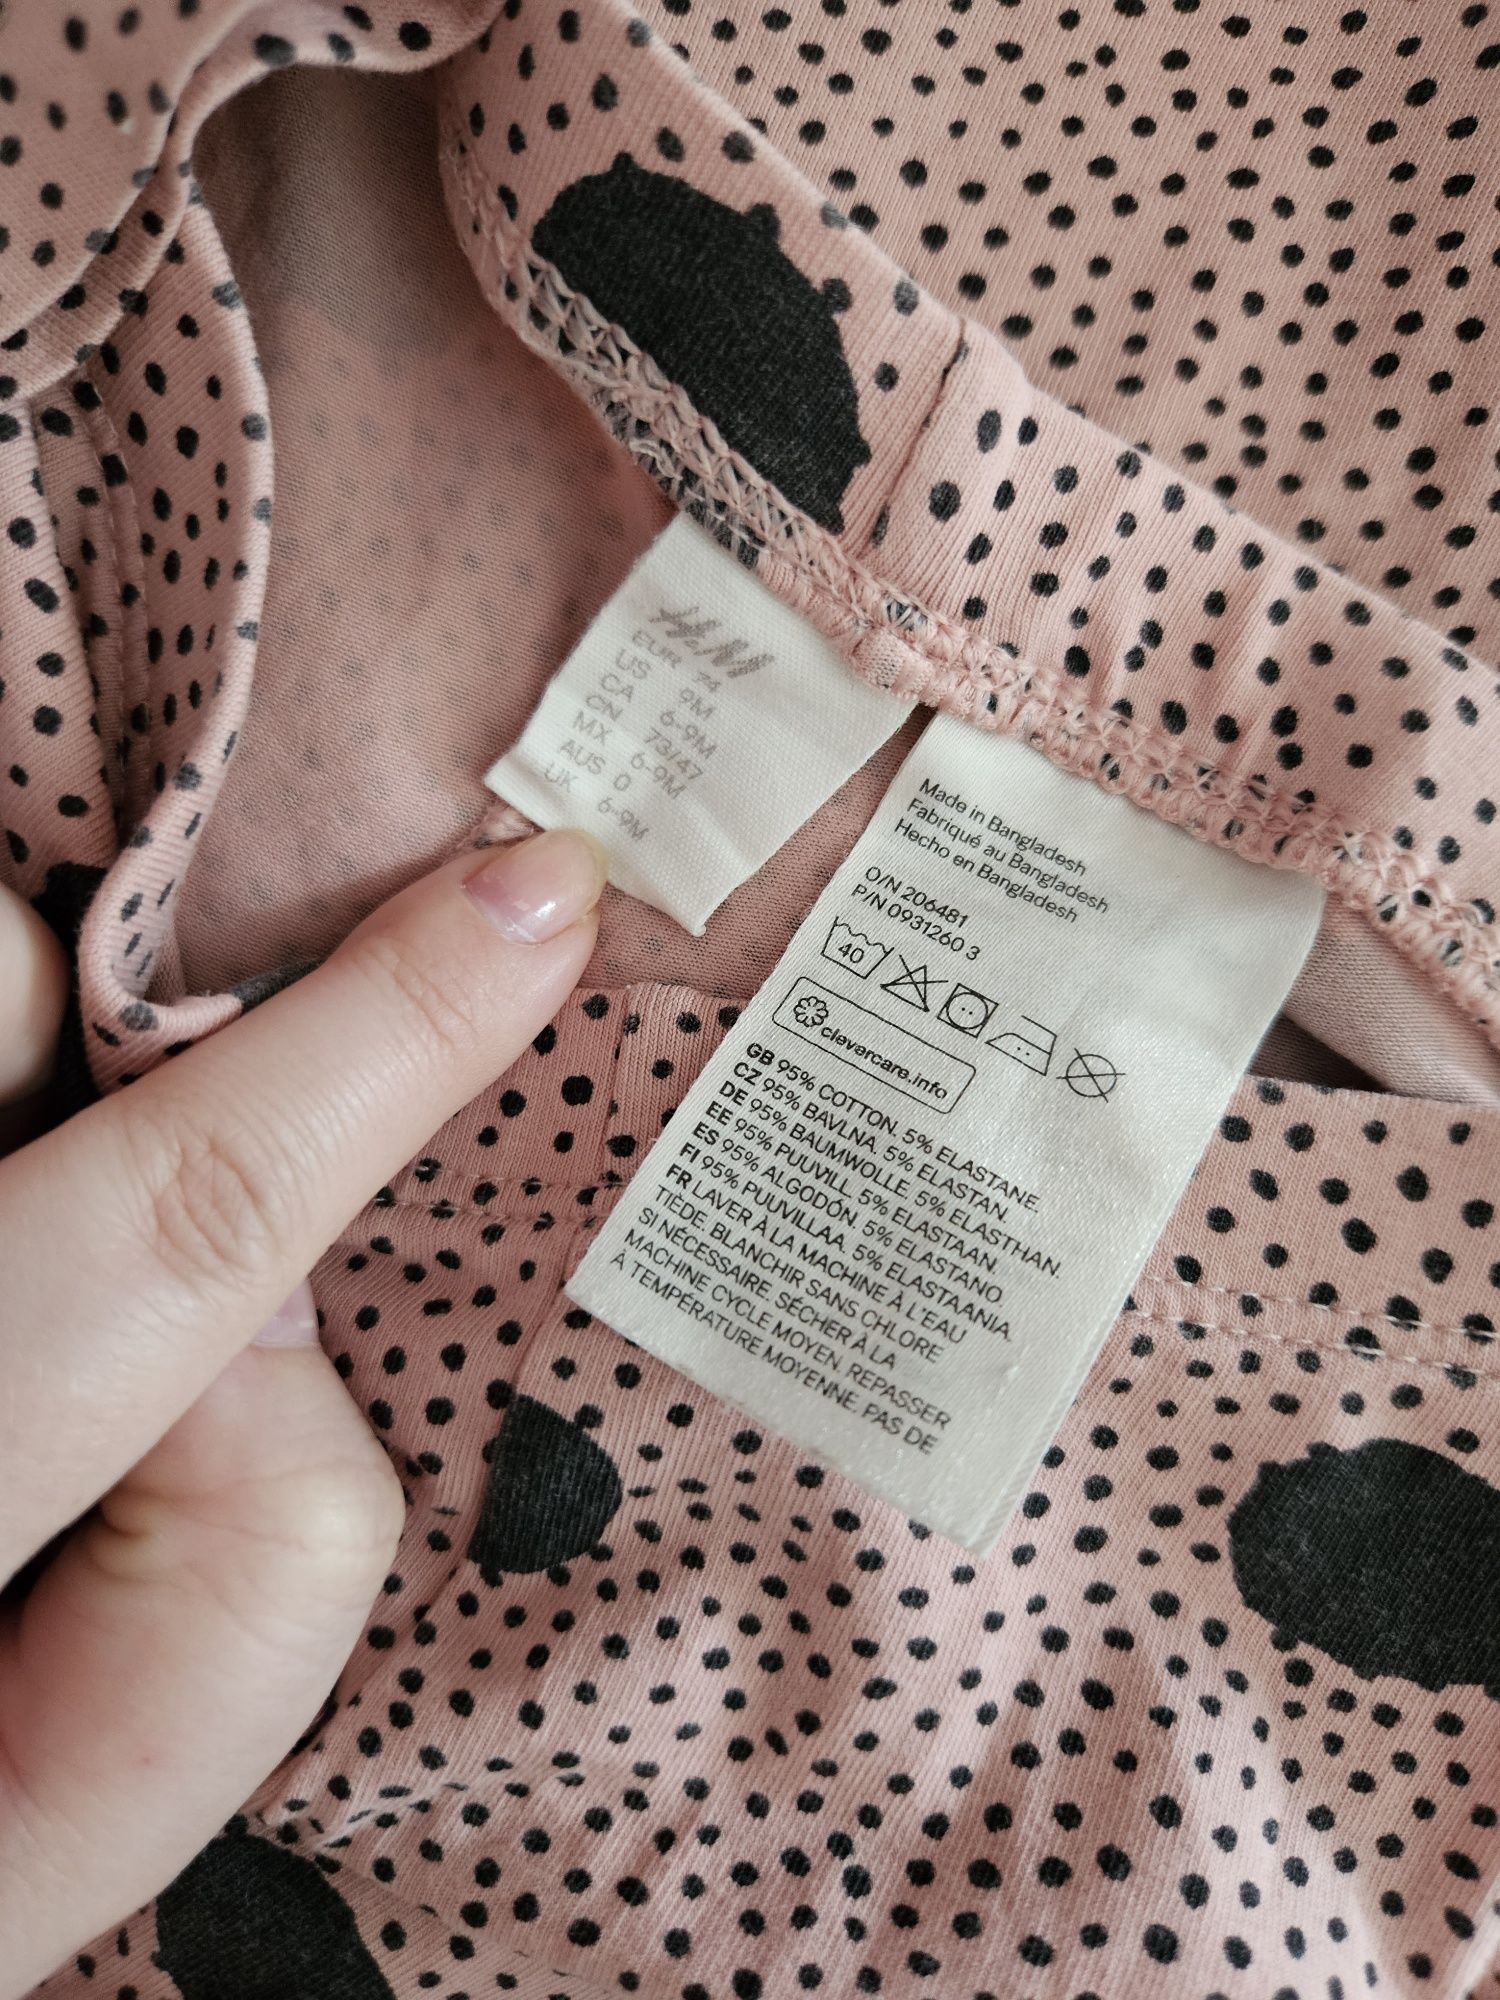 H&M
EUR 74
US 9M
CA 6-9M
CN 73/47
MX 6-9M
AUS 0
UK 6-9M
Made in Bangladesh
Fabriqué au Bangladesh
Hecho en Bangladesh
O/N 206481
P/N 0931260 3
40
clevercare.info
GB 95% COTTON. 5% ELASTANE.
CZ 95% BAVLNA. 5% ELASTAN.
DE 95% BAUMWOLLE. 5% ELASTHAN.
EE 95% PUUVILL. 5% ELASTAAN.
ES 95% ALGODÓN. 5% ELASTANO.
FI 95% PUUVILLAA. 5% ELASTAANIA.
FR LAVER À LA MACHINE À L'EAU
TIÈDE. BLANCHIR SANS CHLORE
SI NÉCESSAIRE. SÉCHER À LA
MACHINE CYCLE MOYEN. REPASSER
À TEMPÉRATURE MOYENNE. PAS DE